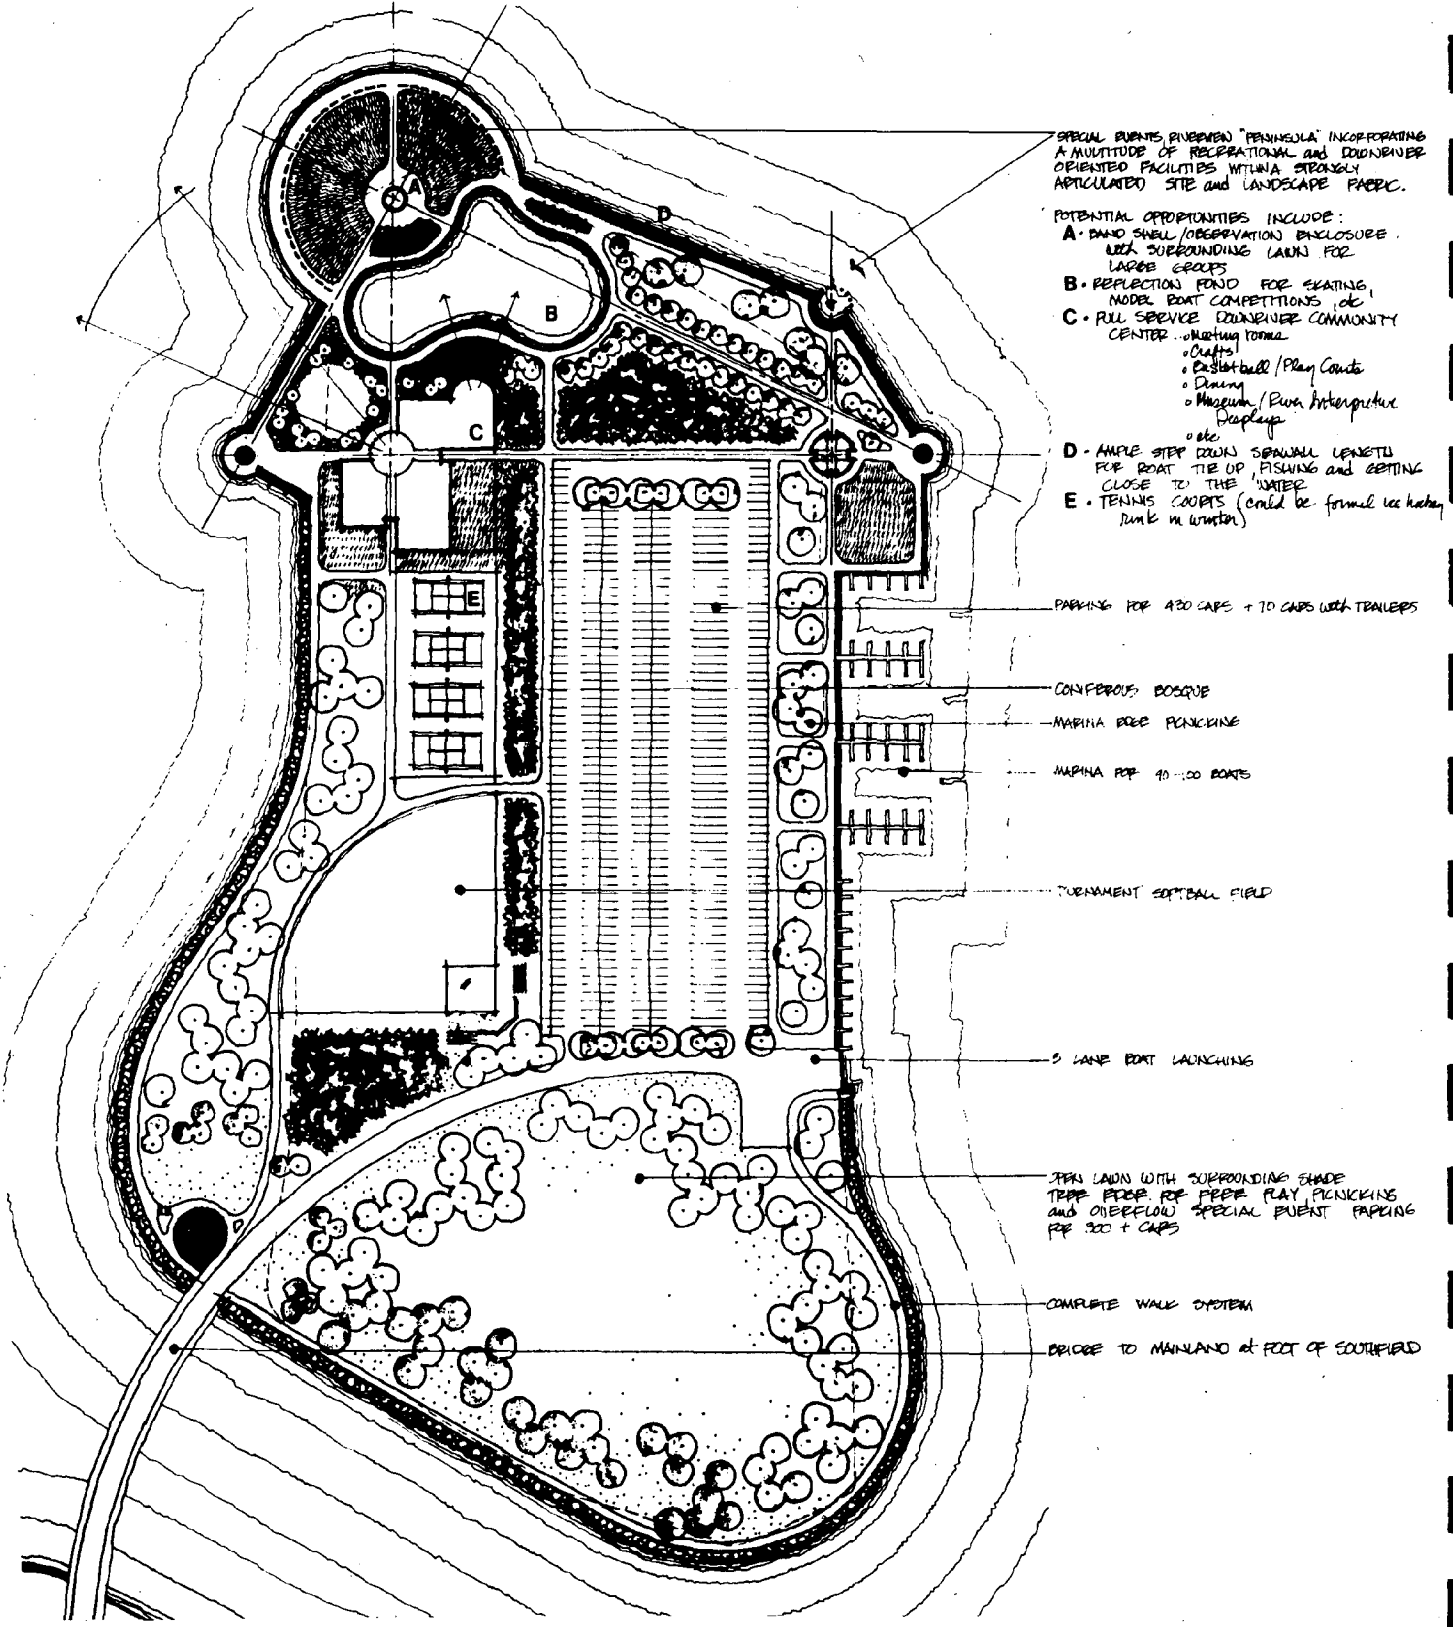 SPECIAL EVENTS, RIVERVIEW "PENINSULA" INCORPORATING
A MULTITUDE OF RECREATIONAL and DOWNRIVER
ORIENTED FACILITIES WITHIN A STRONGLY
ARTICULATED SITE and LANDSCAPE FABRIC.
POTENTIAL OPPORTUNITIES INCLUDE:
A • BAND SHELL / OBSERVATION ENCLOSURE
with SURROUNDING LAWN FOR
LARGE GROUPS
B • REFLECTION POND FOR SKATING,
MODEL BOAT COMPETITIONS, etc
C • FULL SERVICE DOWNRIVER COMMUNITY
CENTER ... • Meeting rooms
• Crafts
• Basketball / Play Courts
• Dining
• Museum / River Interpretive
Displays
• etc
D • AMPLE STEP DOWN SEAWALL LENGTH
FOR BOAT TIE UP, FISHING and GETTING
CLOSE TO THE WATER
E • TENNIS COURTS (could be formal ice hockey
rink in winter)
PARKING FOR 430 CARS + 70 CARS with TRAILERS
CONIFEROUS BOSQUE
MARINA EDGE PICNICKING
MARINA FOR 90 BOATS
TOURNAMENT SOFTBALL FIELD
LANE BOAT LAUNCHING
OPEN LAWN WITH SURROUNDING SHADE
TREE EDGE FOR FREE PLAY, PICNICKING
and OVERFLOW SPECIAL EVENT PARKING
FOR 300 + CARS
COMPLETE WALK SYSTEM
BRIDGE TO MAINLAND at FOOT OF SOUTHFIELD
A
D
B
C
E